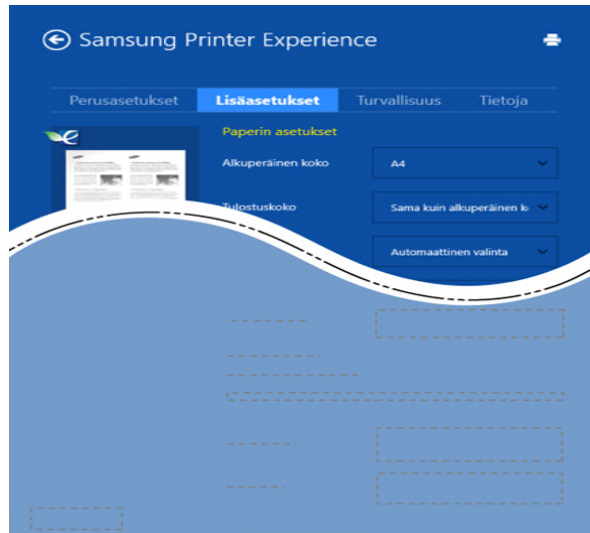 Samsung Printer Experience
Perusasetukset Lisäasetukset Turvallisuus Tietoja
Paperin asetukset
Alkuperäinen koko A4
Tulostuskoko Sama kuin alkuperäinen k
Automaattinen valinta